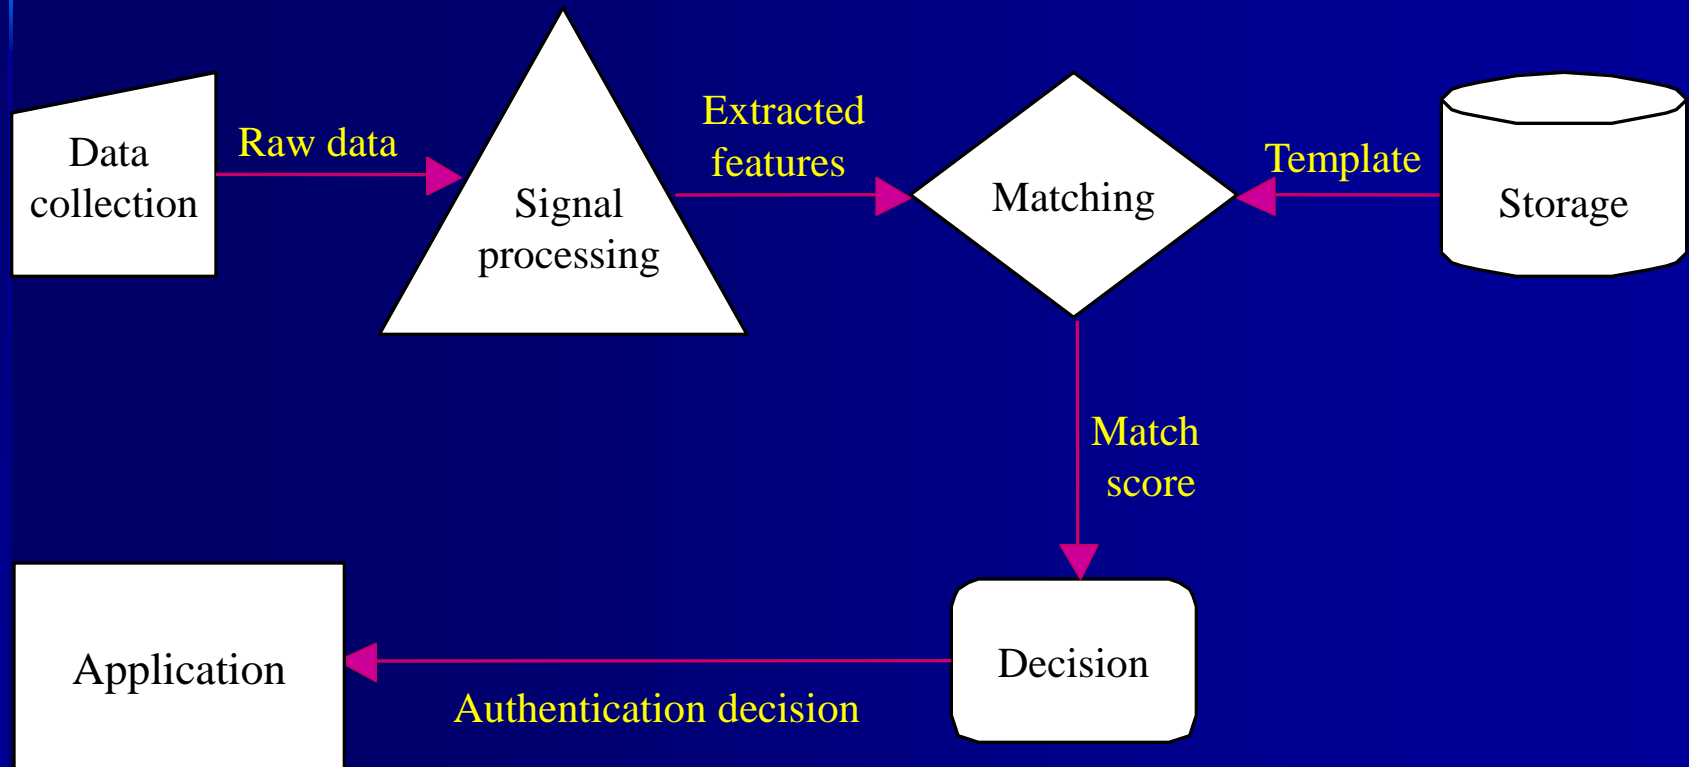 Data
collection
Raw data
Signal
processing
Extracted
features
Matching
Template
Storage
Match
score
Decision
Authentication decision
Application